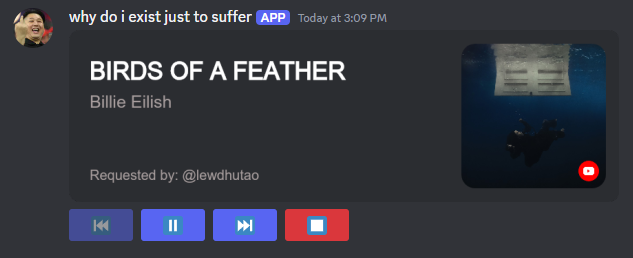 why do i exist just to suffer APP Today at 3:09 PM
BIRDS OF A FEATHER
Billie Eilish
Requested by: @lewdhutao